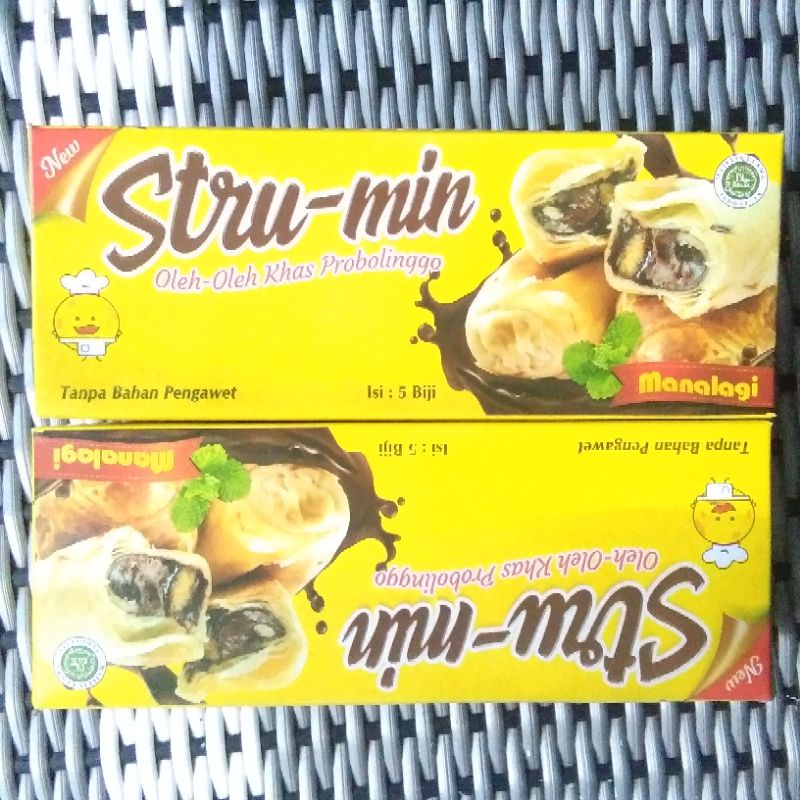 New
Stru-min
Oleh-Oleh Khas Probolinggo
Tanpa Bahan Pengawet
Isi : 5 Biji
Manalagi
Tanpa Bahan Pengawet
Isi : 5 Biji
Manalagi
Oleh-Oleh Khas Probolinggo
Stru-min
New